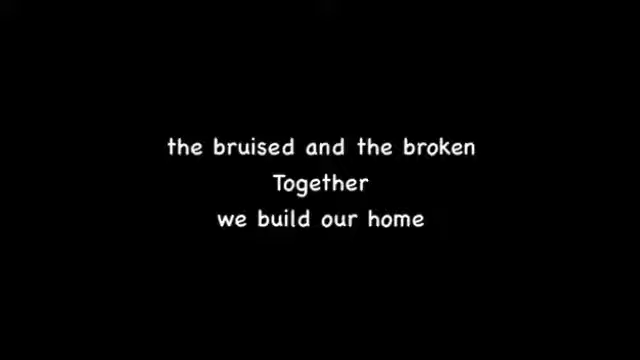 the bruised and the broken
Together
we build our home